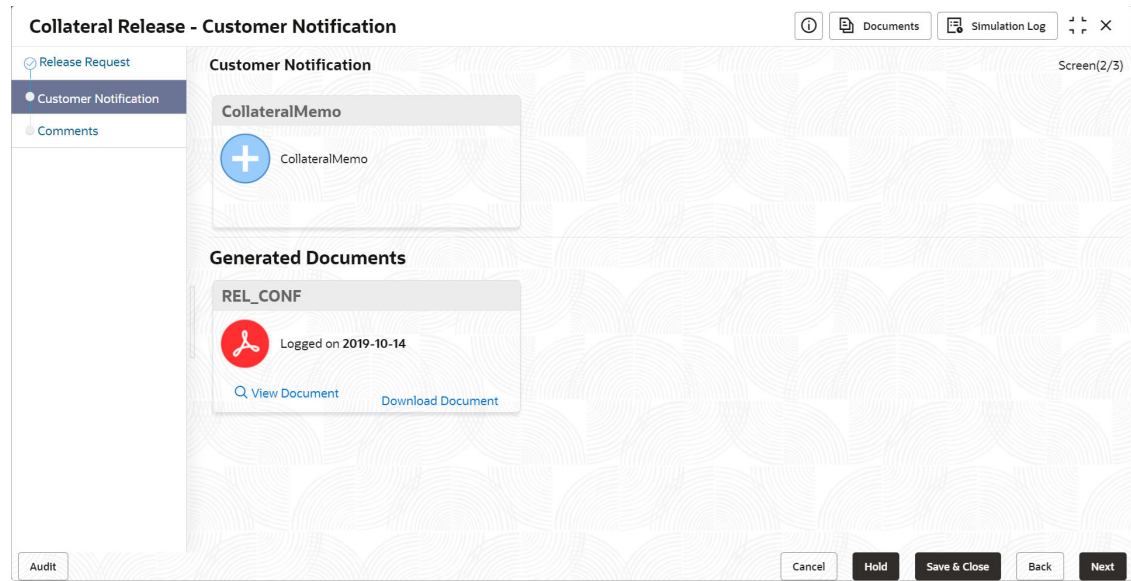 Collateral Release - Customer Notification
Documents
Simulation Log
Release Request
Customer Notification
Comments
Customer Notification
Screen(2/3)
CollateralMemo
CollateralMemo
Generated Documents
REL_CONF
Logged on 2019-10-14
View Document
Download Document
Audit
Cancel
Hold
Save & Close
Back
Next